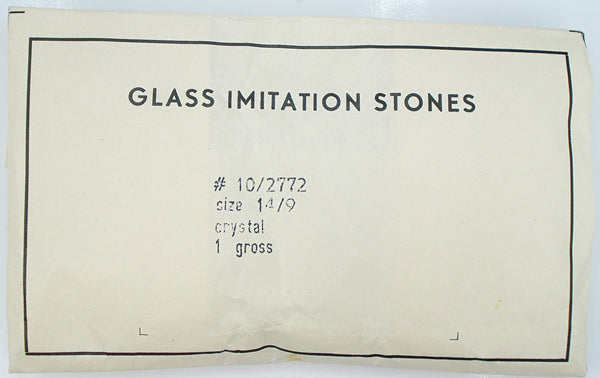 GLASS IMITATION STONES
# 10/2772
size 14/9
crystal
1 gross